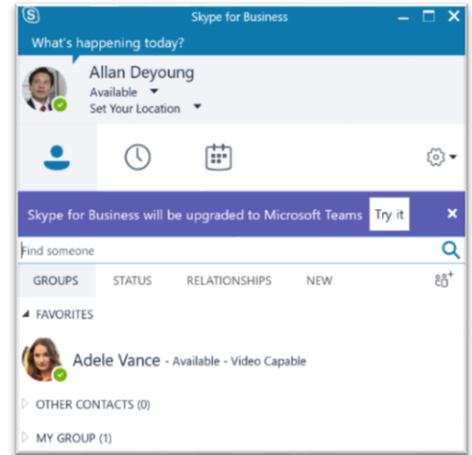 Skype for Business
What's happening today?
Allan Deyoung
Available
Set Your Location
Skype for Business will be upgraded to Microsoft Teams Try it
Find someone
GROUPS STATUS RELATIONSHIPS NEW
FAVORITES
Adele Vance - Available - Video Capable
OTHER CONTACTS (0)
MY GROUP (1)